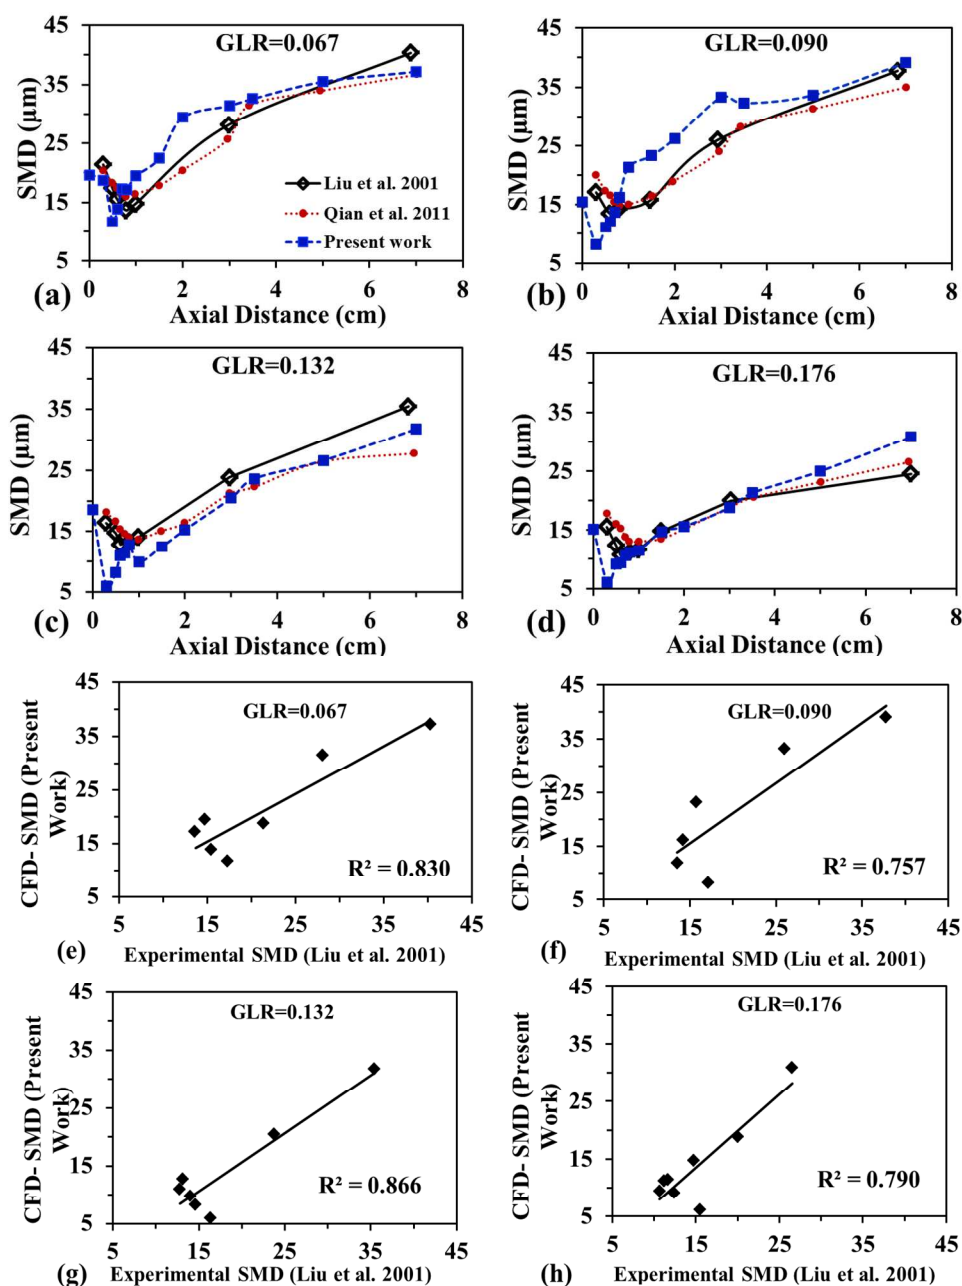 45
GLR=0.067
35
25
15
5
SMD (µm)
Liu et al. 2001
Qian et al. 2011
Present work
0
2
4
6
8
(a)
Axial Distance (cm)
45
GLR=0.090
35
25
15
5
SMD (µm)
0
2
4
6
8
(b)
Axial Distance (cm)
45
GLR=0.132
35
25
15
5
SMD (µm)
0
2
4
6
8
(c)
Axial Distance (cm)
45
GLR=0.176
35
25
15
5
SMD (µm)
0
2
4
6
8
(d)
Axial Distance (cm)
45
GLR=0.067
35
25
15
5
CFD- SMD (Present
Work)
R² = 0.830
5
15
25
35
45
(e)
Experimental SMD (Liu et al. 2001)
45
GLR=0.090
35
25
15
5
CFD- SMD (Present
Work)
R² = 0.757
5
15
25
35
45
(f)
Experimental SMD (Liu et al. 2001)
45
GLR=0.132
35
25
15
5
CFD- SMD (Present
Work)
R² = 0.866
5
15
25
35
45
(g)
Experimental SMD (Liu et al. 2001)
45
GLR=0.176
35
25
15
5
CFD- SMD (Present
Work)
R² = 0.790
5
15
25
35
45
(h)
Experimental SMD (Liu et al. 2001)